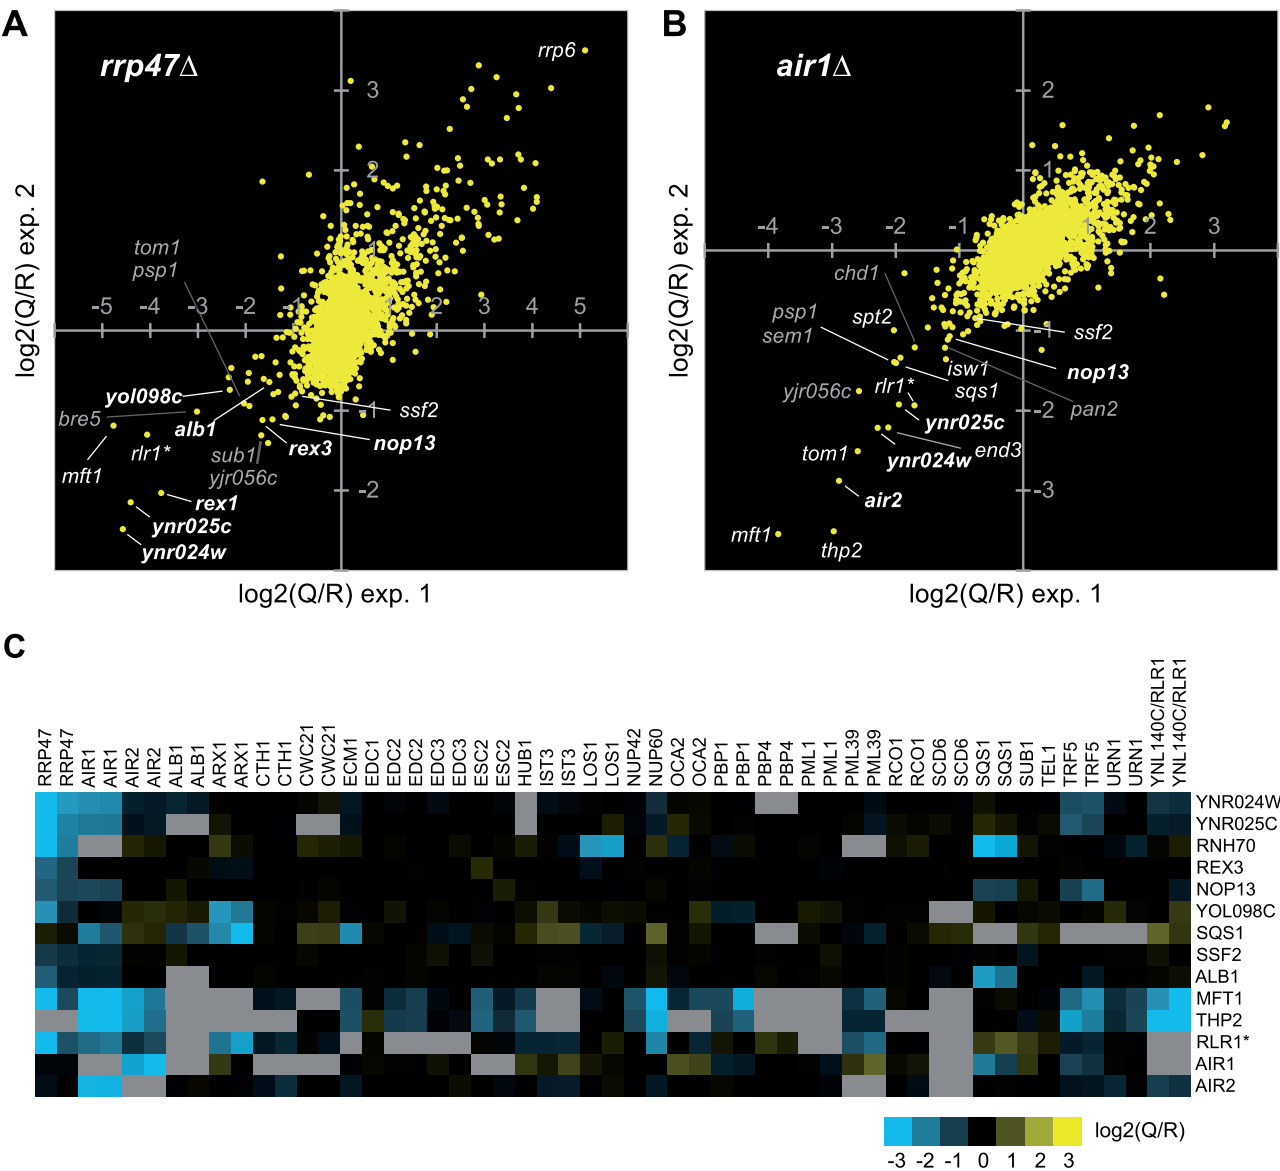 A
rrp47Δ
rrp6
3
2
1
-5 -4 -3 -2 -1 1 2 3 4 5
tom1
psp1
yol098c
bre5
alb1
-1
ssf2
mft1
rlr1*
sub1
yjr056c
rex3
nop13
-2
rex1
ynr025c
ynr024w
log2(Q/R) exp. 2
log2(Q/R) exp. 1
B
air1Δ
2
1
-4 -3 -2 -1 1 2 3
chd1
psp1
sem1
spt2
-1
ssf2
isw1
nop13
yjr056c
rlr1*
sqs1
pan2
-2
ynr025c
tom1
ynr024w
end3
-3
air2
mft1
thp2
log2(Q/R) exp. 2
log2(Q/R) exp. 1
C
RRP47
RRP47
AIR1
AIR1
AIR2
AIR2
ALB1
ALB1
ARX1
ARX1
CTH1
CTH1
CWC21
CWC21
ECM1
EDC1
EDC2
EDC2
EDC3
EDC3
ESC2
ESC2
HUB1
IST3
IST3
LOS1
LOS1
NUP42
NUP60
OCA2
OCA2
PBP1
PBP1
PBP4
PBP4
PML1
PML1
PML39
PML39
RCO1
RCO1
SCD6
SCD6
SQS1
SQS1
SUB1
TEL1
TRF5
TRF5
URN1
URN1
YNL140C/RLR1
YNL140C/RLR1
YNR024W
YNR025C
RNH70
REX3
NOP13
YOL098C
SQS1
SSF2
ALB1
MFT1
THP2
RLR1*
AIR1
AIR2
log2(Q/R)
-3 -2 -1 0 1 2 3